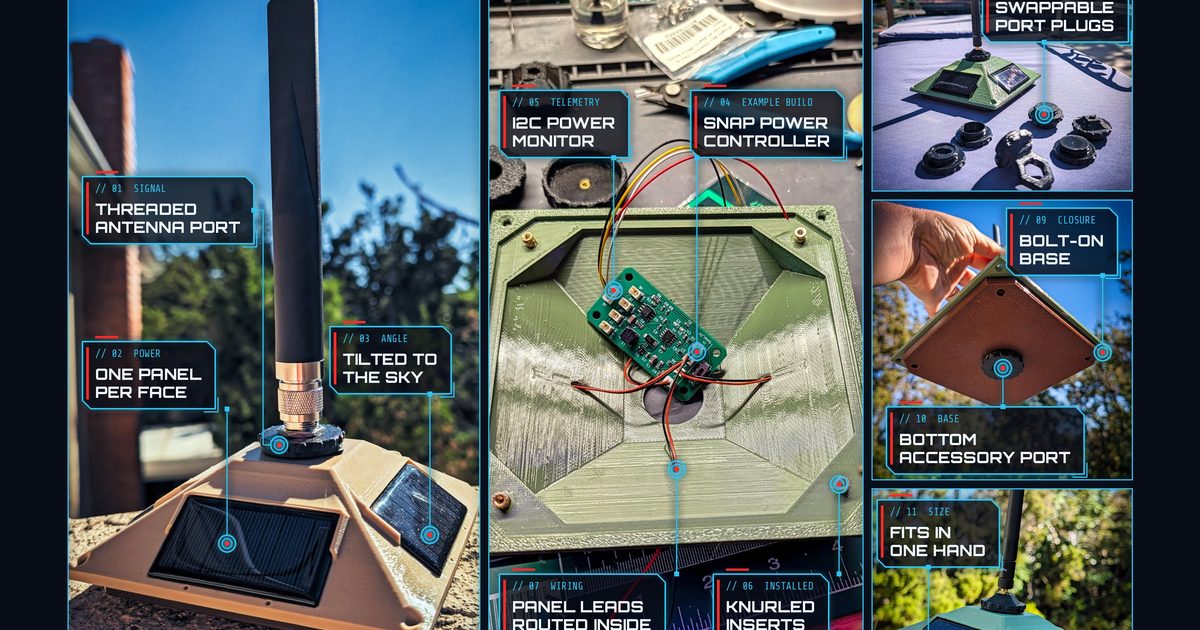 // 01 SIGNAL
THREADED
ANTENNA PORT
// 02 POWER
ONE PANEL
PER FACE
// 03 ANGLE
TILTED TO
THE SKY
// 05 TELEMETRY
I2C POWER
MONITOR
// 04 EXAMPLE BUILD
SNAP POWER
CONTROLLER
// 07 WIRING
PANEL LEADS
ROUTED INSIDE
// 06 INSTALLED
KNURLED
INSERTS
SWAPPABLE
PORT PLUGS
// 09 CLOSURE
BOLT-ON
BASE
// 10 BASE
BOTTOM
ACCESSORY PORT
// 11 SIZE
FITS IN
ONE HAND